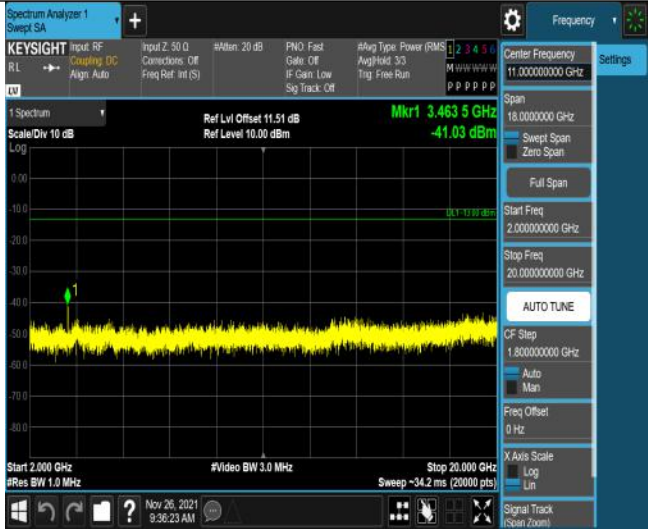 Spectrum Analyzer 1
Swept SA
+
Frequency
KEYSIGHT
RL
LV
Input: RF
Coupling: DC
Align: Auto
Input Z: 50 Ω
Corrections: Off
Freq Ref: Int (S)
#Atten: 20 dB
PNO: Fast
Gate: Off
IF Gain: Low
Sig Track: Off
#Avg Type: Power (RMS
Avg|Hold: 3/3
Trig: Free Run
1 2 3 4 5 6
M W W W W W
P P P P P P
1 Spectrum
Scale/Div 10 dB
Log
Ref Lvl Offset 11.51 dB
Ref Level 10.00 dBm
Mkr1 3.463 5 GHz
-41.03 dBm
0.00
-10.0
DL1 -13.00 dBm
-20.0
-30.0
1
-40.0
-50.0
-60.0
-70.0
-80.0
Start 2.000 GHz
#Res BW 1.0 MHz
#Video BW 3.0 MHz
Stop 20.000 GHz
Sweep ~34.2 ms (20000 pts)
?
Nov 26, 2021
9:36:23 AM
Center Frequency
11.000000000 GHz
Settings
Span
18.0000000 GHz
Swept Span
Zero Span
Full Span
Start Freq
2.000000000 GHz
Stop Freq
20.000000000 GHz
AUTO TUNE
CF Step
1.800000000 GHz
Auto
Man
Freq Offset
0 Hz
X Axis Scale
Log
Lin
Signal Track
(Span Zoom)